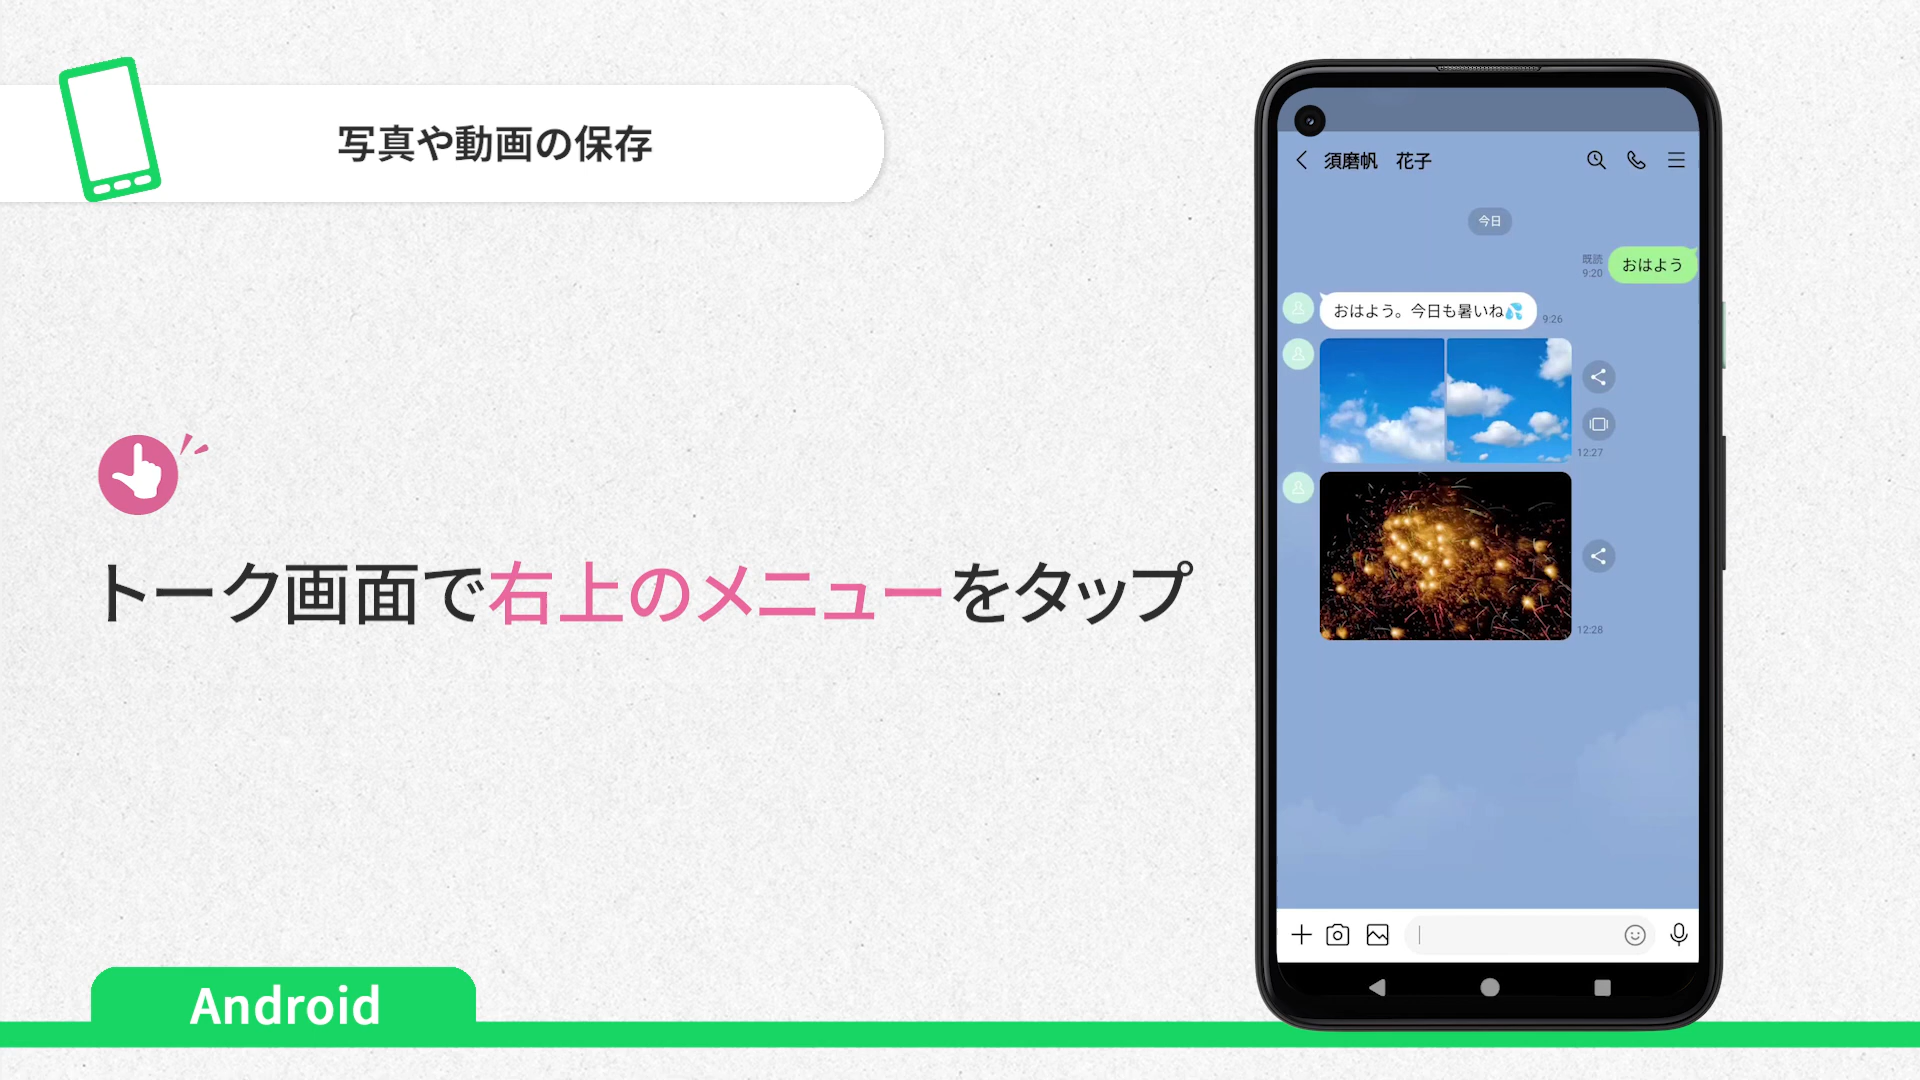 写真や動画の保存
トーク画面で右上のメニューをタップ
Android
須磨帆　花子
今日
既読
9:20
おはよう
おはよう。今日も暑いね💦
9:26
12:27
12:28